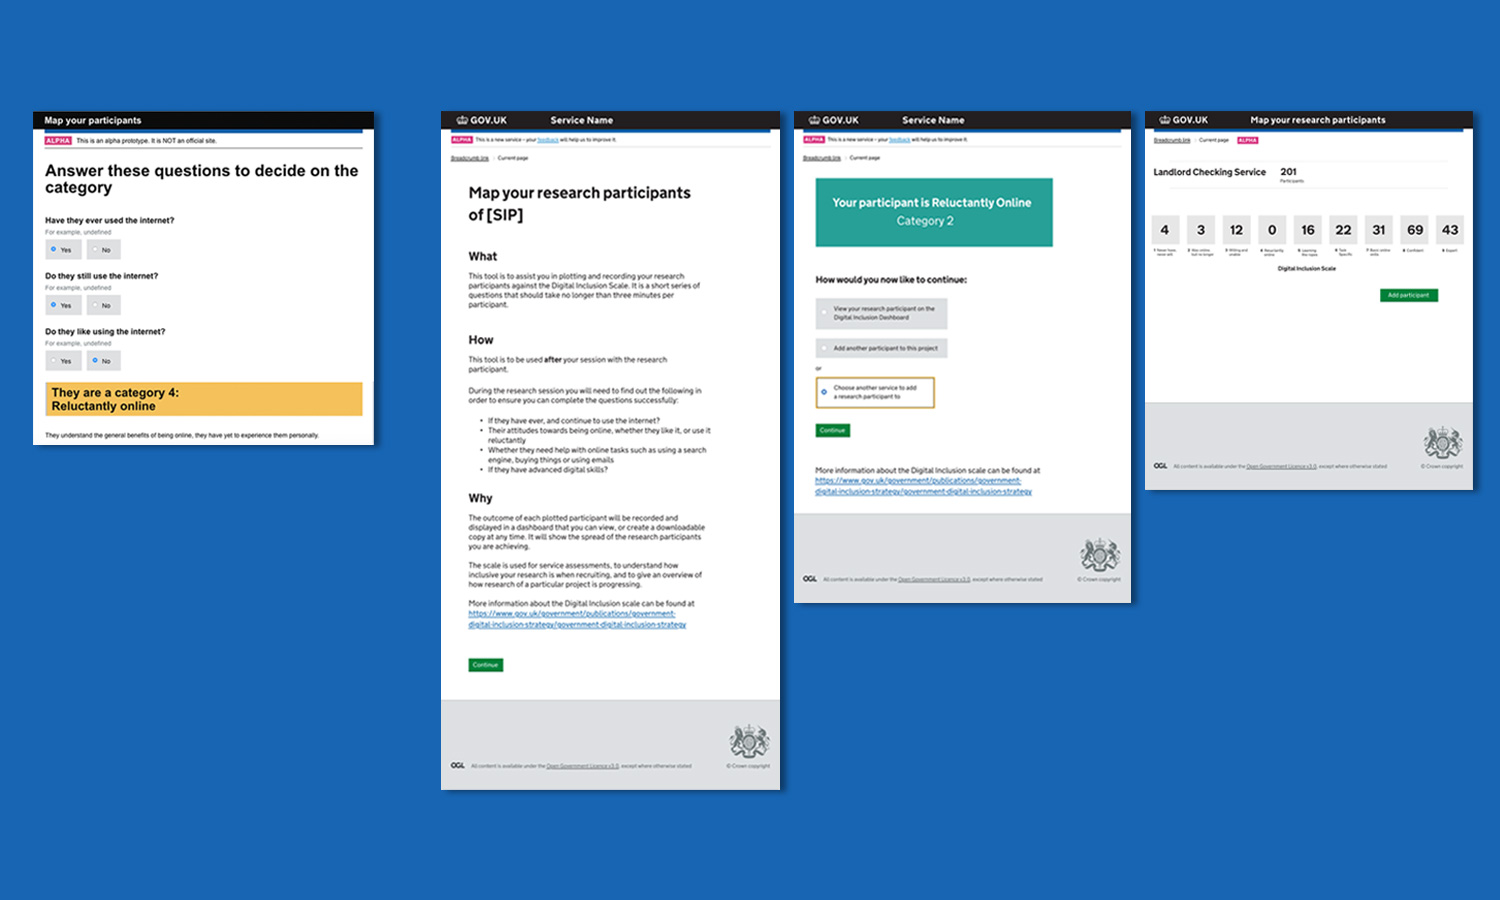 Map your participants
ALPHA This is an alpha prototype. It is NOT an official site.
Answer these questions to decide on the
category
Have they ever used the internet?
For example, undefined
Yes No
Do they still use the internet?
For example, undefined
Yes No
Do they like using the internet?
For example, undefined
Yes No
They are a category 4:
Reluctantly online
They understand the general benefits of being online, they have yet to experience them personally.
GOV.UK Service Name
ALPHA This is a new service – your feedback will help us to improve it.
Breadcrumb link Current page
Map your research participants
of [SIP]
What
This tool is to assist you in plotting and recording your research
participants against the Digital Inclusion Scale. It is a short series of
questions that should take no longer than three minutes per
participant.
How
This tool is to be used after your session with the research
participant.
During the research session you will need to find out the following in
order to ensure you can complete the questions successfully:
• If they have ever, and continue to use the internet?
• Their attitudes towards being online, whether they like it, or use it
reluctantly
• Whether they need help with online tasks such as using a search
engine, buying things or using emails
• If they have advanced digital skills?
Why
The outcome of each plotted participant will be recorded and
displayed in a dashboard that you can view, or create a downloadable
copy at any time. It will show the spread of the research participants
you are achieving.
The scale is used for service assessments, to understand how
inclusive your research is when recruiting, and to give an overview of
how research of a particular project is progressing.
More information about the Digital Inclusion scale can be found at
https://www.gov.uk/government/publications/government-
digital-inclusion-strategy/government-digital-inclusion-strategy
Continue
OGL All content is available under the Open Government Licence v3.0, except where otherwise stated
© Crown copyright
GOV.UK Service Name
ALPHA This is a new service – your feedback will help us to improve it.
Breadcrumb link Current page
Your participant is Reluctantly Online
Category 2
How would you now like to continue:
View your research participant on the
Digital Inclusion Dashboard
Add another participant to this project
or
Choose another service to add
a research participant to
Continue
More information about the Digital Inclusion scale can be found at
https://www.gov.uk/government/publications/government-
digital-inclusion-strategy/government-digital-inclusion-strategy
OGL All content is available under the Open Government Licence v3.0, except where otherwise stated
© Crown copyright
GOV.UK Map your research participants
Breadcrumb link Current page ALPHA
Landlord Checking Service 201
Participants
4 3 12 0 16 22 31 69 43
Digital Inclusion Scale
Add participant
OGL All content is available under the Open Government Licence v3.0, except where otherwise stated
© Crown copyright